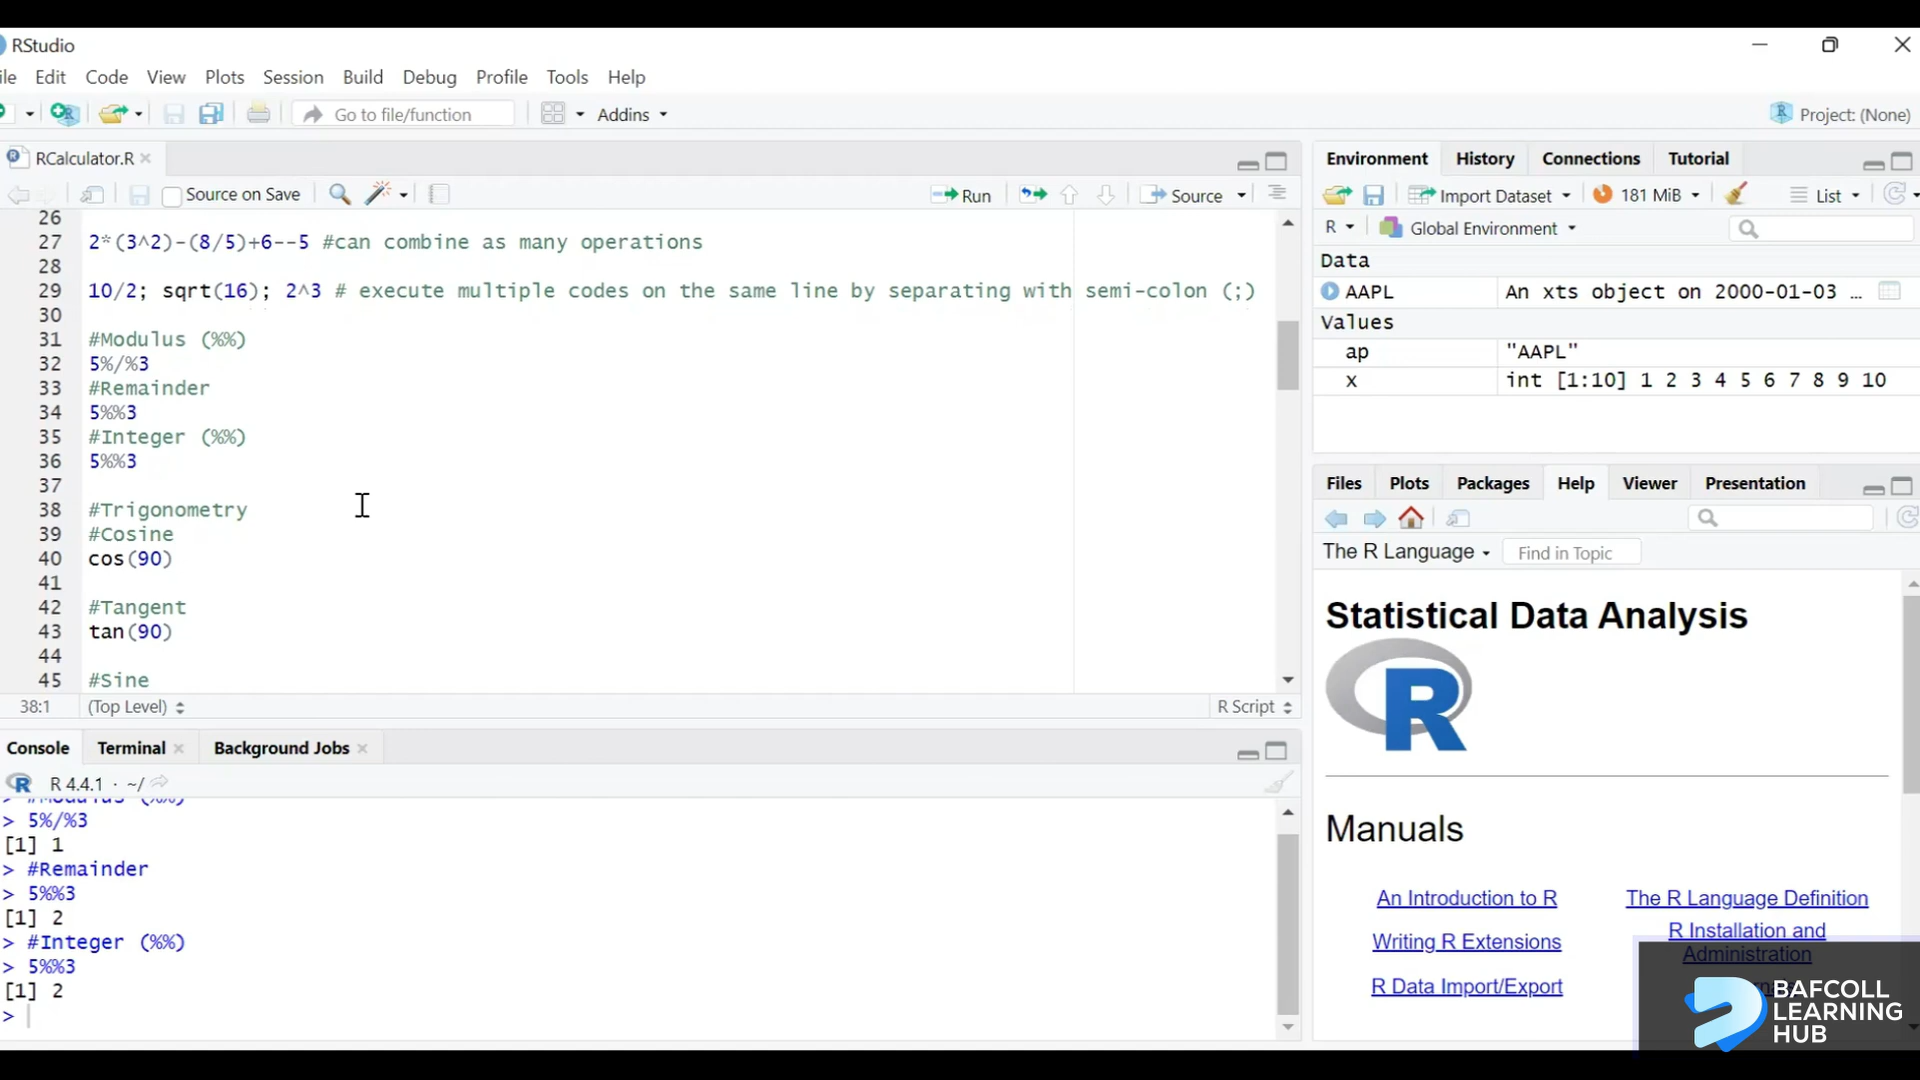 RStudio
ile Edit Code View Plots Session Build Debug Profile Tools Help
Go to file/function
Addins
Project: (None)
RCalculator.R
Source on Save
Run
Source
26
27 2*(3^2)-(8/5)+6--5 #can combine as many operations
28
29 10/2; sqrt(16); 2^3 # execute multiple codes on the same line by separating with semi-colon (;)
30
31 #Modulus (%%)
32 5%/%3
33 #Remainder
34 5%%3
35 #Integer (%%)
36 5%%3
37
38 #Trigonometry
39 #Cosine
40 cos(90)
41
42 #Tangent
43 tan(90)
44
45 #Sine
38:1 (Top Level)
R Script
Console Terminal Background Jobs
R 4.4.1 · ~/
> #Modulus (%%)
> 5%/%3
[1] 1
> #Remainder
> 5%%3
[1] 2
> #Integer (%%)
> 5%%3
[1] 2
>
Environment History Connections Tutorial
Import Dataset
181 MiB
List
R
Global Environment
Data
AAPL An xts object on 2000-01-03 …
Values
ap "AAPL"
x int [1:10] 1 2 3 4 5 6 7 8 9 10
Files Plots Packages Help Viewer Presentation
The R Language
Find in Topic
Statistical Data Analysis
R
Manuals
An Introduction to R
The R Language Definition
Writing R Extensions
R Installation and
Administration
R Data Import/Export
BAFCOLL
LEARNING
HUB